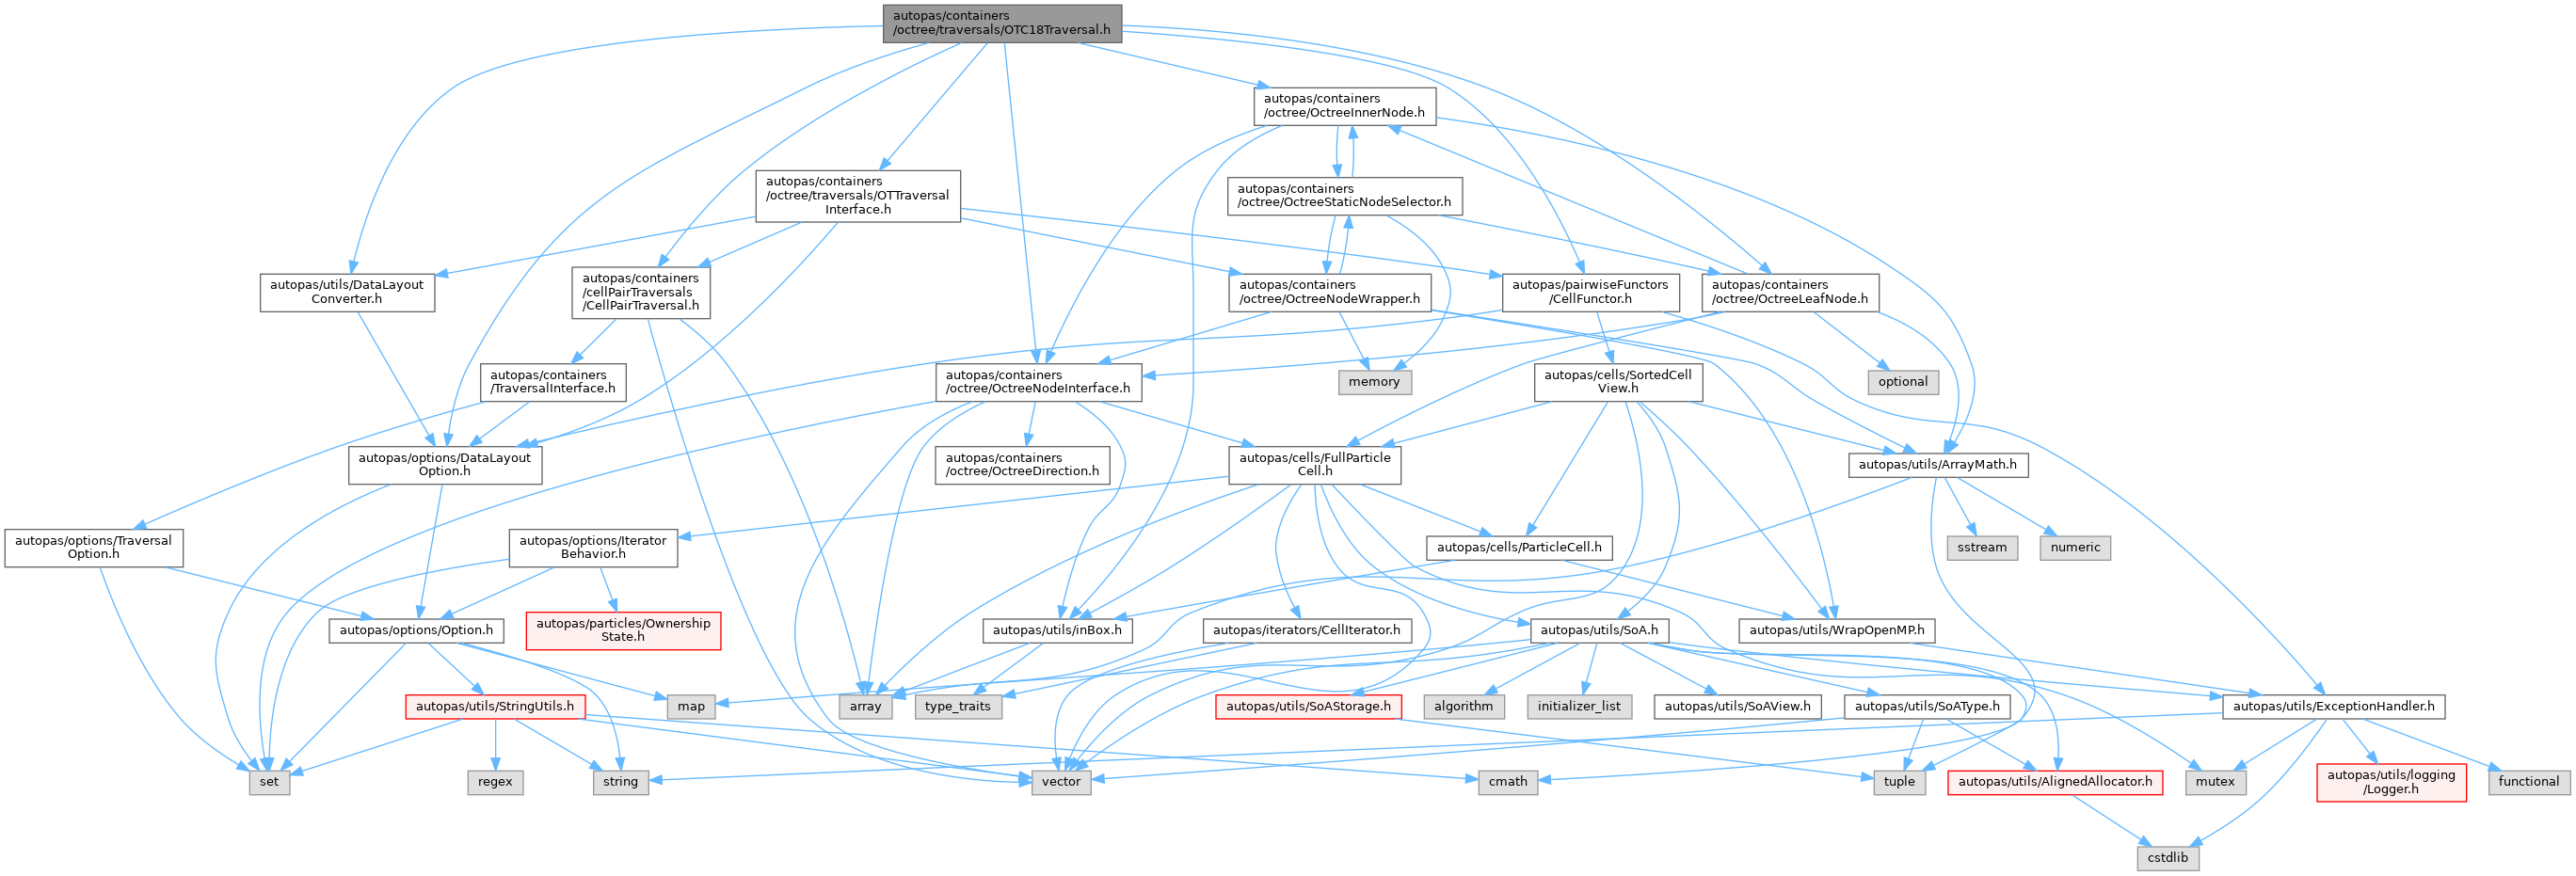 autopas/containers
/octree/traversals/OTC18Traversal.h
autopas/containers
/octree/OctreeInnerNode.h
autopas/containers
/octree/traversals/OTTraversal
Interface.h
autopas/containers
/octree/OctreeStaticNodeSelector.h
autopas/utils/DataLayout
Converter.h
autopas/containers
/cellPairTraversals
/CellPairTraversal.h
autopas/containers
/octree/OctreeNodeWrapper.h
autopas/pairwiseFunctors
/CellFunctor.h
autopas/containers
/octree/OctreeLeafNode.h
autopas/containers
/TraversalInterface.h
autopas/containers
/octree/OctreeNodeInterface.h
memory
autopas/cells/SortedCell
View.h
optional
autopas/options/DataLayout
Option.h
autopas/containers
/octree/OctreeDirection.h
autopas/cells/FullParticle
Cell.h
autopas/utils/ArrayMath.h
autopas/options/Traversal
Option.h
autopas/options/Iterator
Behavior.h
autopas/cells/ParticleCell.h
sstream
numeric
autopas/options/Option.h
autopas/particles/Ownership
State.h
autopas/utils/inBox.h
autopas/iterators/CellIterator.h
autopas/utils/SoA.h
autopas/utils/WrapOpenMP.h
autopas/utils/StringUtils.h
map
array
type_traits
autopas/utils/SoAStorage.h
algorithm
initializer_list
autopas/utils/SoAView.h
autopas/utils/SoAType.h
autopas/utils/ExceptionHandler.h
set
regex
string
vector
cmath
tuple
autopas/utils/AlignedAllocator.h
mutex
autopas/utils/logging
/Logger.h
functional
cstdlib